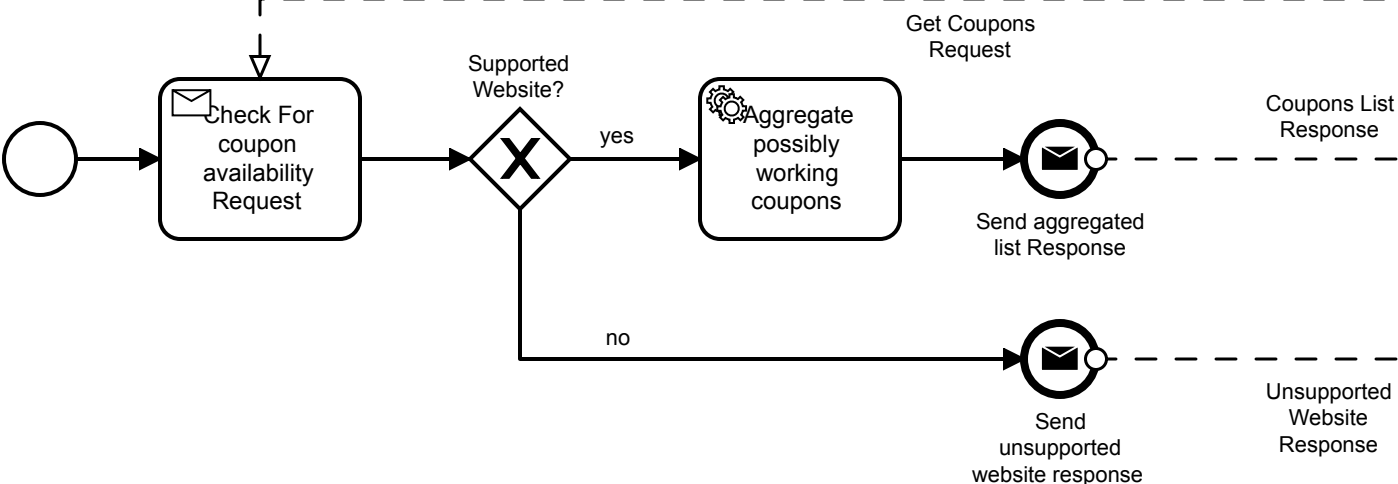 Get Coupons
Request
Supported
Website?
Check For
coupon
availability
Request
yes
Aggregate
possibly
working
coupons
Coupons List
Response
Send aggregated
list Response
no
Send
unsupported
website response
Unsupported
Website
Response